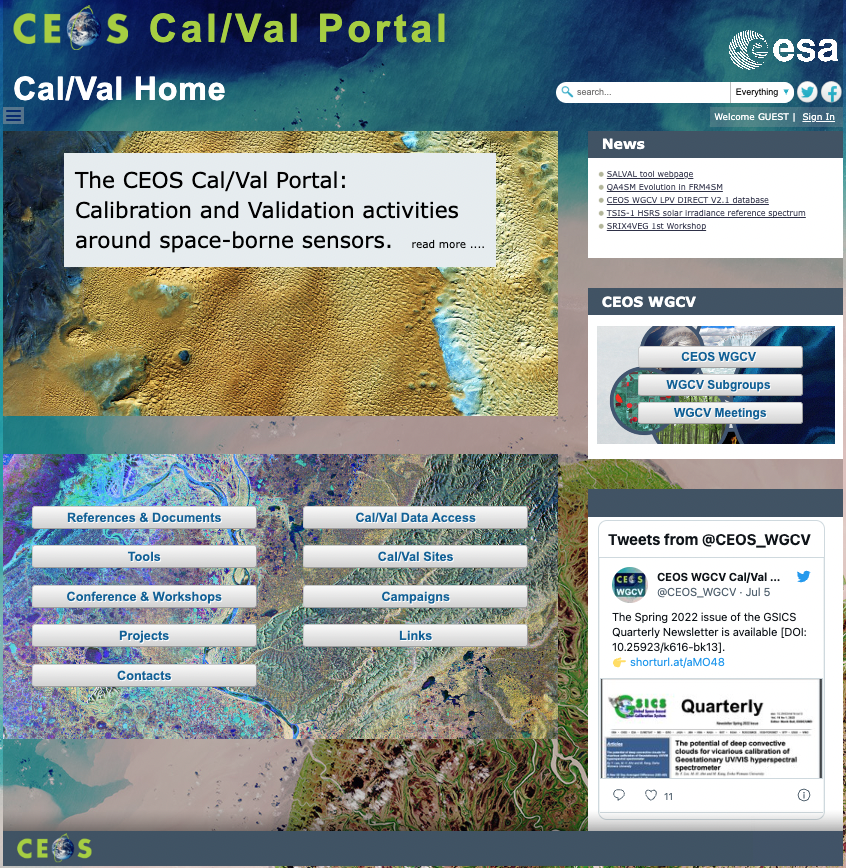 CEOS Cal/Val Portal
esa
Cal/Val Home
search...
Everything
Welcome GUEST | Sign In
The CEOS Cal/Val Portal:
Calibration and Validation activities
around space-borne sensors. read more ....
News
SALVAL tool webpage
QA4SM Evolution in FRM4SM
CEOS WGCV LPV DIRECT V2.1 database
TSIS-1 HSRS solar irradiance reference spectrum
SRIX4VEG 1st Workshop
CEOS WGCV
CEOS WGCV
WGCV Subgroups
WGCV Meetings
References & Documents
Cal/Val Data Access
Tools
Cal/Val Sites
Conference & Workshops
Campaigns
Projects
Links
Contacts
Tweets from @CEOS_WGCV
CEOS
WGCV
CEOS WGCV Cal/Val ...
@CEOS_WGCV · Jul 5
The Spring 2022 issue of the GSICS
Quarterly Newsletter is available [DOI:
10.25923/k616-bk13].
👉 shorturl.at/aMO48
GSICS
Quarterly
Articles
The potential of deep convective
clouds for vicarious calibration of
Geostationary UV/VIS hyperspectral
spectrometer
11
CEOS